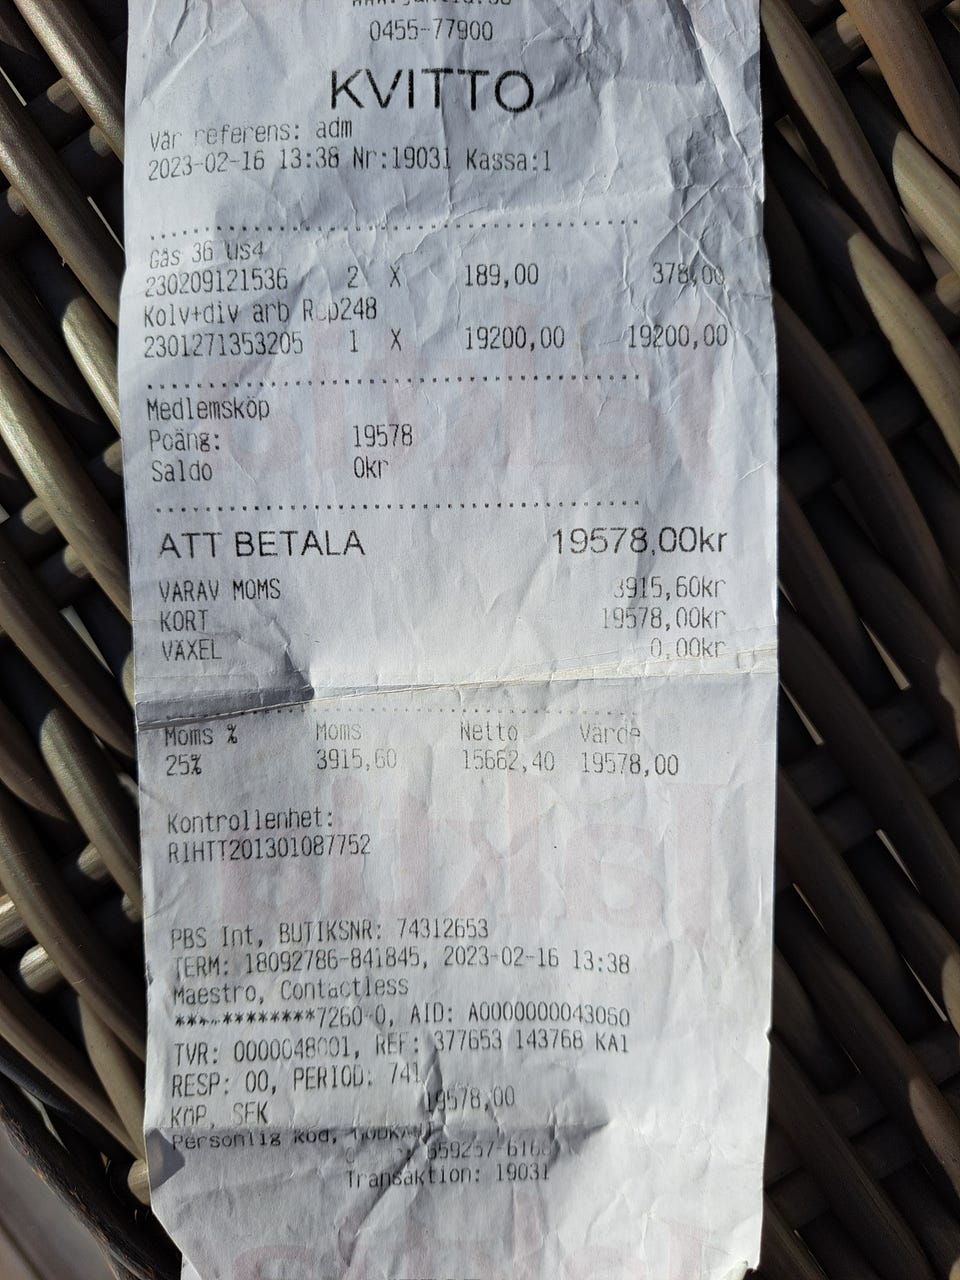 0455-77900
KVITTO
Vår referens: adm
2023-02-16 13:38 Nr:19031 Kassa:1
Gås 36 us4
230209121536 2 X 189,00 378,00
Kolv+div arb Rep248
2301271353205 1 X 19200,00 19200,00
Medlemsköp
Poäng: 19578
Saldo 0kr
ATT BETALA 19578,00kr
VARAV MOMS 3915,60kr
KORT 19578,00kr
VÄXEL 0,00kr
Moms % Moms Netto Värde
25% 3915,60 15662,40 19578,00
Kontrollenhet:
RIHTT201301087752
PBS Int, BUTIKSNR: 74312653
TERM: 18092786-841845, 2023-02-16 13:38
Maestro, Contactless
************7260-0, AID: A0000000043060
TVR: 0000048001, REF: 377653 143768 KA1
RESP: 00, PERIOD: 741
KÖP, SEK 19578,00
Personlig kod,
Transaktion: 19031